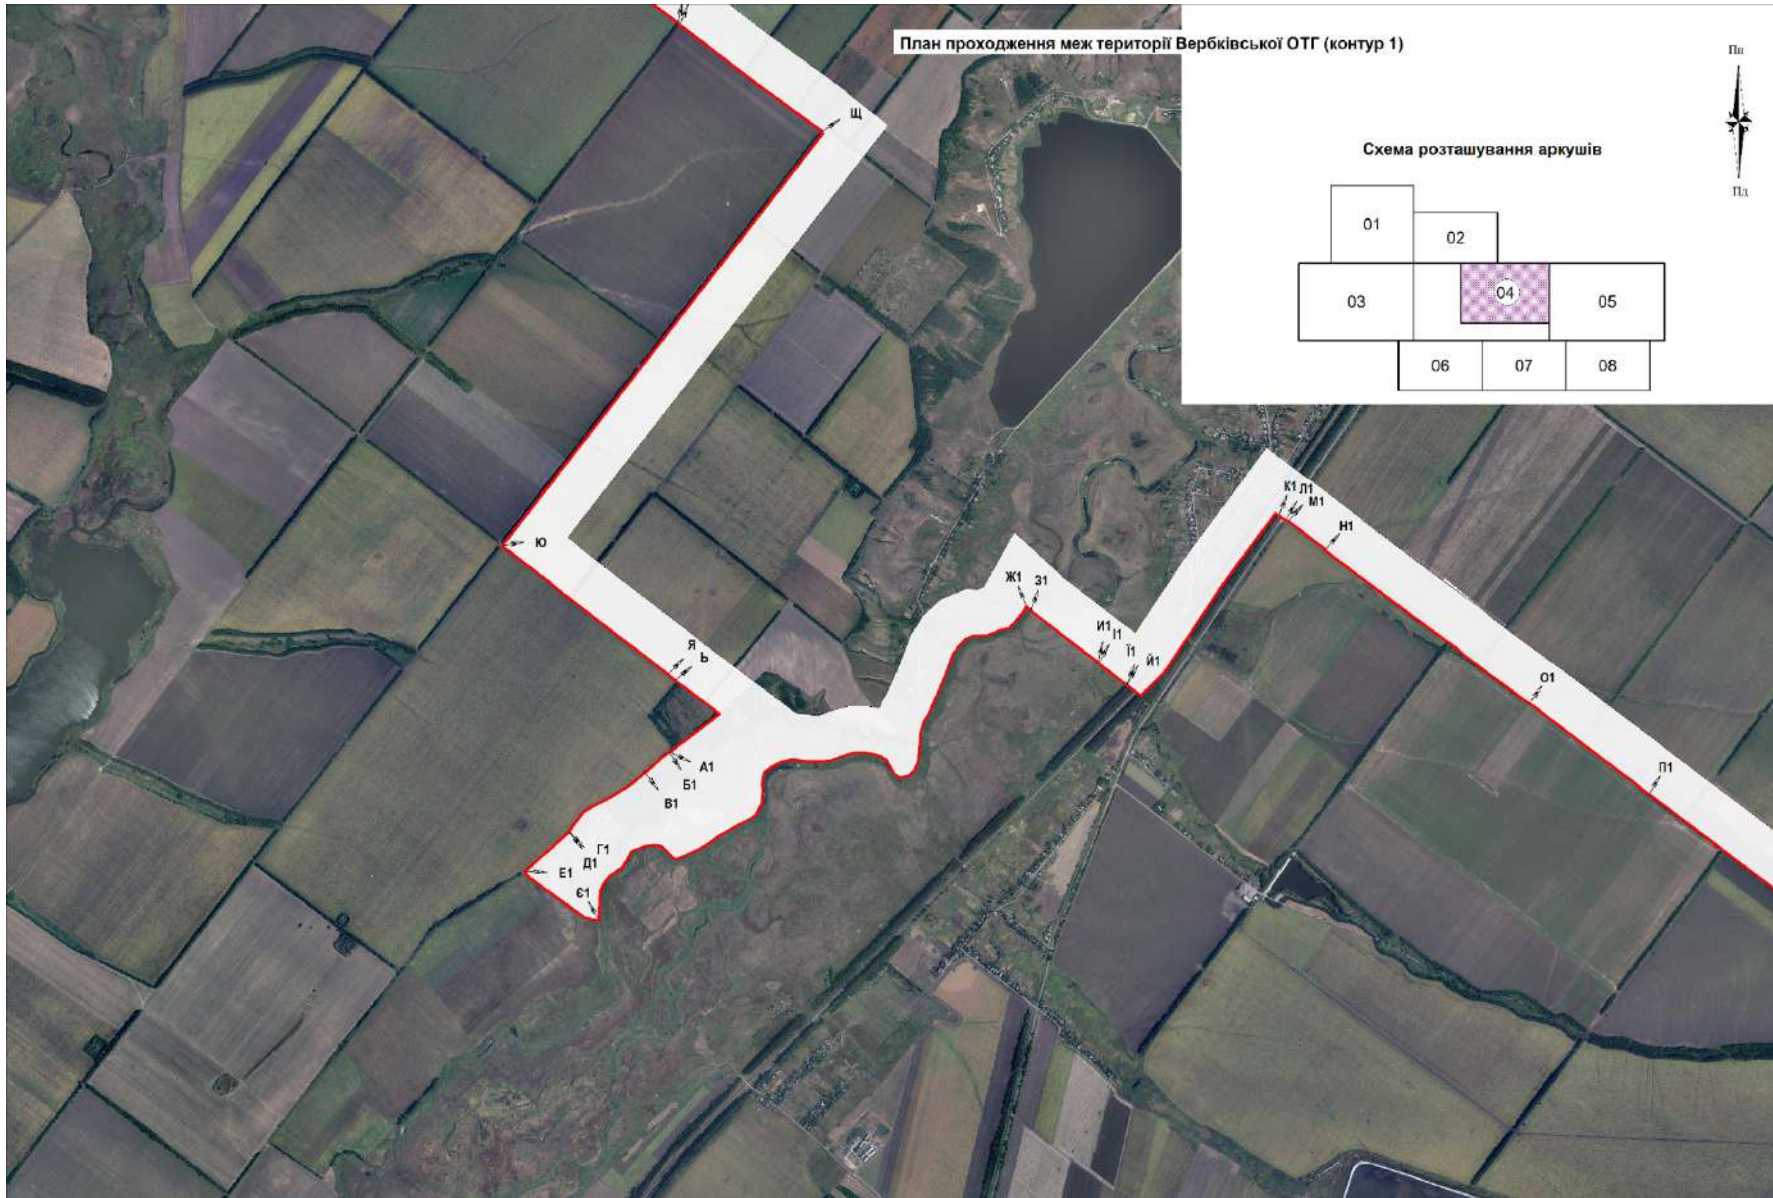 План проходження меж території Вербківської ОТГ (контур 1)
Пн
Пд
Схема розташування аркушів
01
02
03
04
05
06
07
08
Щ
Ю
Я
Ь
А1
Б1
В1
Г1
Д1
Е1
Є1
Ж1
З1
И1
І1
Ї1
Й1
К1
Л1
М1
Н1
О1
П1